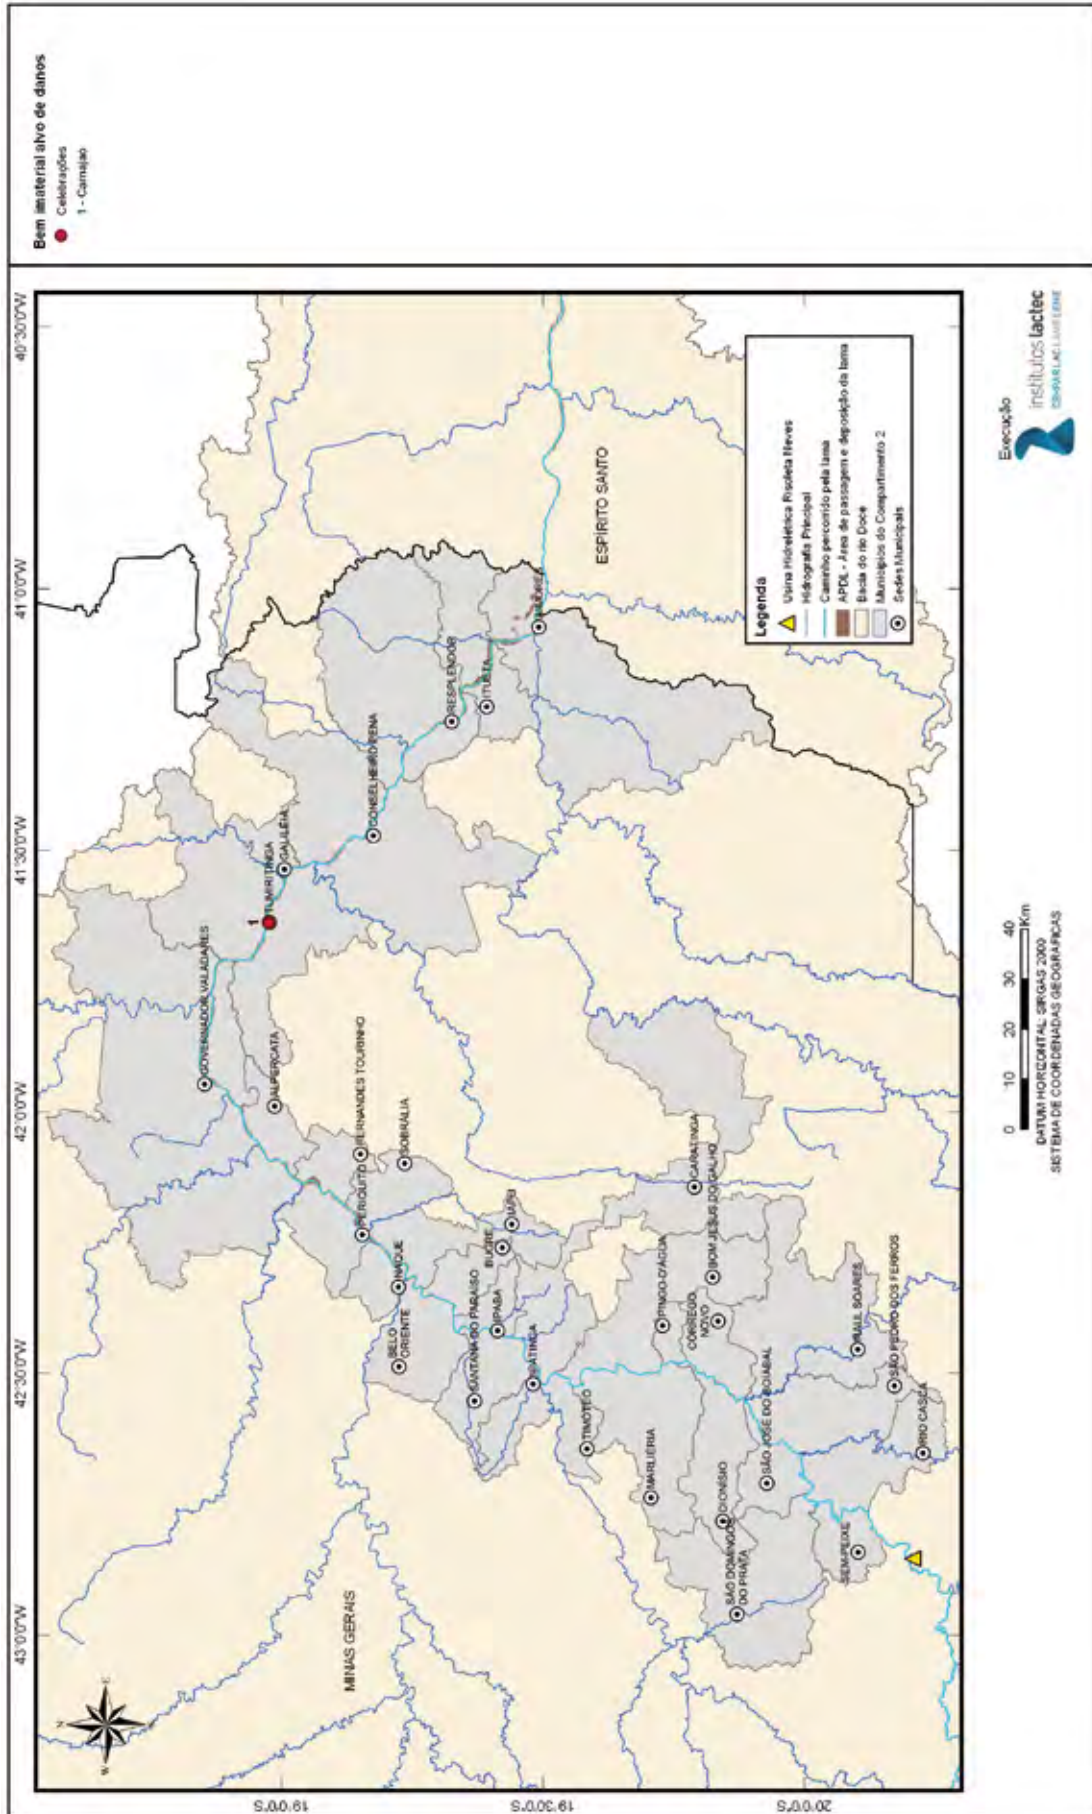 Bem imaterial alvo de danos
Celebrações
1 - Carnajao
43°0'0"W
42°30'0"W
42°0'0"W
41°30'0"W
41°0'0"W
40°30'0"W
19°0'0"S
19°30'0"S
20°0'0"S
N
E
W
MINAS GERAIS
ESPÍRITO SANTO
GOVERNADOR VALADARES
1
TUMIRITINGA
GALILÉIA
ALPERCATA
CONSELHEIRO PENA
RESPLENDOR
ITUETA
AIMORÉS
FERNANDES TOURINHO
PERIQUITO
SOBRÁLIA
NAQUE
BELO
ORIENTE
IAPU
BUGRE
SANTANA DO PARAÍSO
IPABA
IPATINGA
TIMÓTEO
PINGO-D'ÁGUA
MARLIÉRIA
CARATINGA
BOM JESUS DO GALHO
CÓRREGO
NOVO
DIONÍSIO
SÃO DOMINGOS
DO PRATA
SÃO JOSÉ DO GOIABAL
RAUL SOARES
SÃO PEDRO DOS FERROS
SEM-PEIXE
RIO CASCA
Legenda
Usina Hidrelétrica Risoleta Neves
Hidrografia Principal
Caminho percorrido pela lama
APDL - Área de passagem e deposição da lama
Bacia do rio Doce
Municípios do Compartimento 2
Sedes Municipais
0 10 20 30 40
Km
DATUM HORIZONTAL: SIRGAS 2000
SISTEMA DE COORDENADAS GEOGRÁFICAS
Execução
institutos lactec